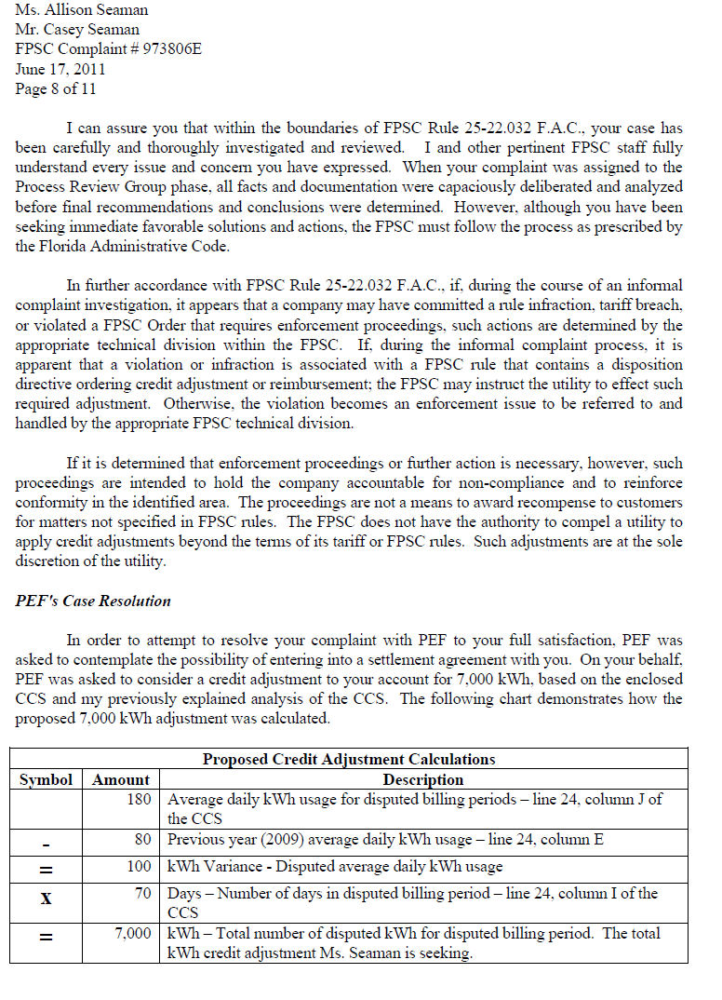 Ms. Allison Seaman
Mr. Casey Seaman
FPSC Complaint # 973806E
June 17, 2011
Page 8 of 11
I can assure you that within the boundaries of FPSC Rule 25-22.032 F.A.C., your case has
been carefully and thoroughly investigated and reviewed. I and other pertinent FPSC staff fully
understand every issue and concern you have expressed. When your complaint was assigned to the
Process Review Group phase, all facts and documentation were capaciously deliberated and analyzed
before final recommendations and conclusions were determined. However, although you have been
seeking immediate favorable solutions and actions, the FPSC must follow the process as prescribed by
the Florida Administrative Code.
In further accordance with FPSC Rule 25-22.032 F.A.C., if, during the course of an informal
complaint investigation, it appears that a company may have committed a rule infraction, tariff breach,
or violated a FPSC Order that requires enforcement proceedings, such actions are determined by the
appropriate technical division within the FPSC. If, during the informal complaint process, it is
apparent that a violation or infraction is associated with a FPSC rule that contains a disposition
directive ordering credit adjustment or reimbursement; the FPSC may instruct the utility to effect such
required adjustment. Otherwise, the violation becomes an enforcement issue to be referred to and
handled by the appropriate FPSC technical division.
If it is determined that enforcement proceedings or further action is necessary, however, such
proceedings are intended to hold the company accountable for non-compliance and to reinforce
conformity in the identified area. The proceedings are not a means to award recompense to customers
for matters not specified in FPSC rules. The FPSC does not have the authority to compel a utility to
apply credit adjustments beyond the terms of its tariff or FPSC rules. Such adjustments are at the sole
discretion of the utility.
PEF's Case Resolution
In order to attempt to resolve your complaint with PEF to your full satisfaction, PEF was
asked to contemplate the possibility of entering into a settlement agreement with you. On your behalf,
PEF was asked to consider a credit adjustment to your account for 7,000 kWh, based on the enclosed
CCS and my previously explained analysis of the CCS. The following chart demonstrates how the
proposed 7,000 kWh adjustment was calculated.
Proposed Credit Adjustment Calculations
Symbol Amount Description
180 Average daily kWh usage for disputed billing periods – line 24, column J of
the CCS
- 80 Previous year (2009) average daily kWh usage – line 24, column E
= 100 kWh Variance - Disputed average daily kWh usage
X 70 Days – Number of days in disputed billing period – line 24, column I of the
CCS
= 7,000 kWh – Total number of disputed kWh for disputed billing period. The total
kWh credit adjustment Ms. Seaman is seeking.